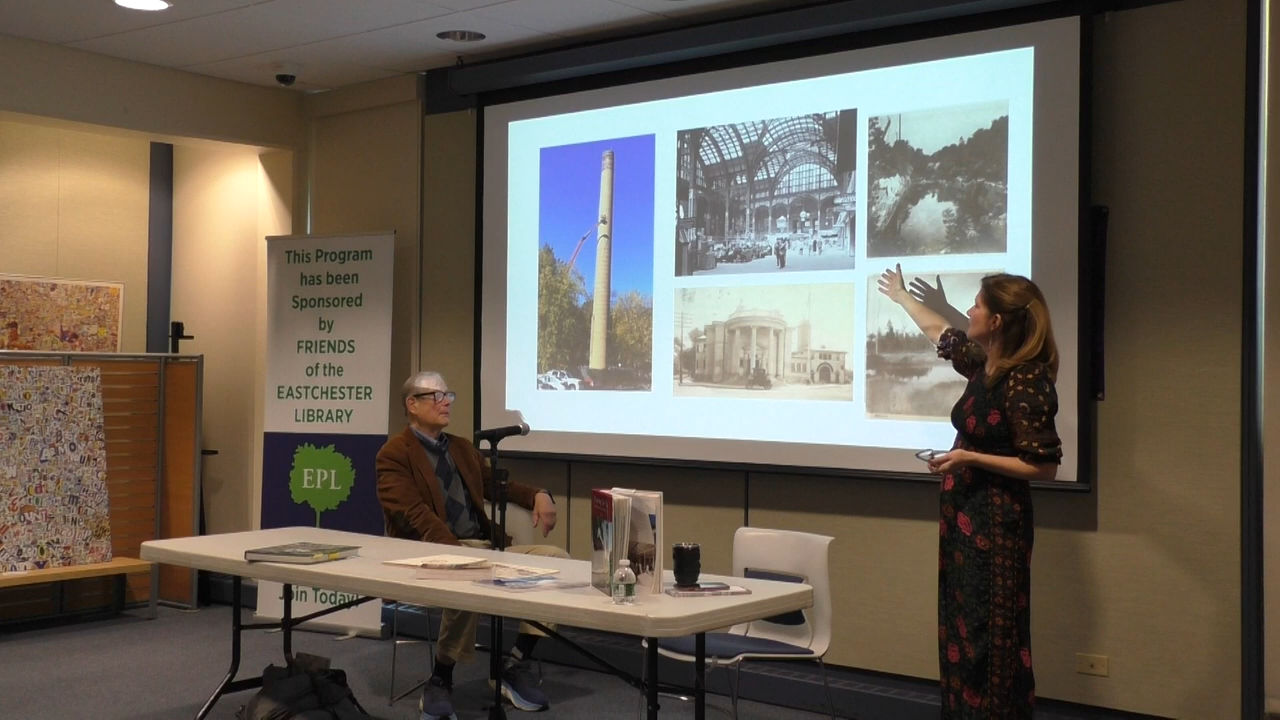 This Program
has been
Sponsored
by
FRIENDS
of the
EASTCHESTER
LIBRARY
EPL
Join Today!